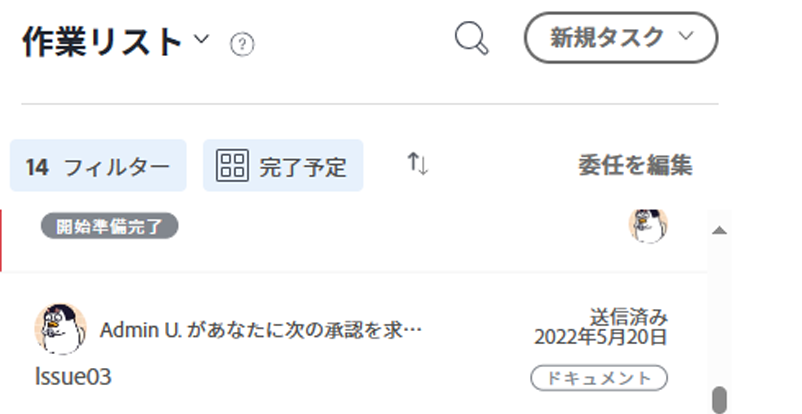 作業リスト ?
新規タスク
14 フィルター 完了予定 委任を編集
開始準備完了
Admin U. があなたに次の承認を求… 送信済み
2022年5月20日
Issue03 ドキュメント